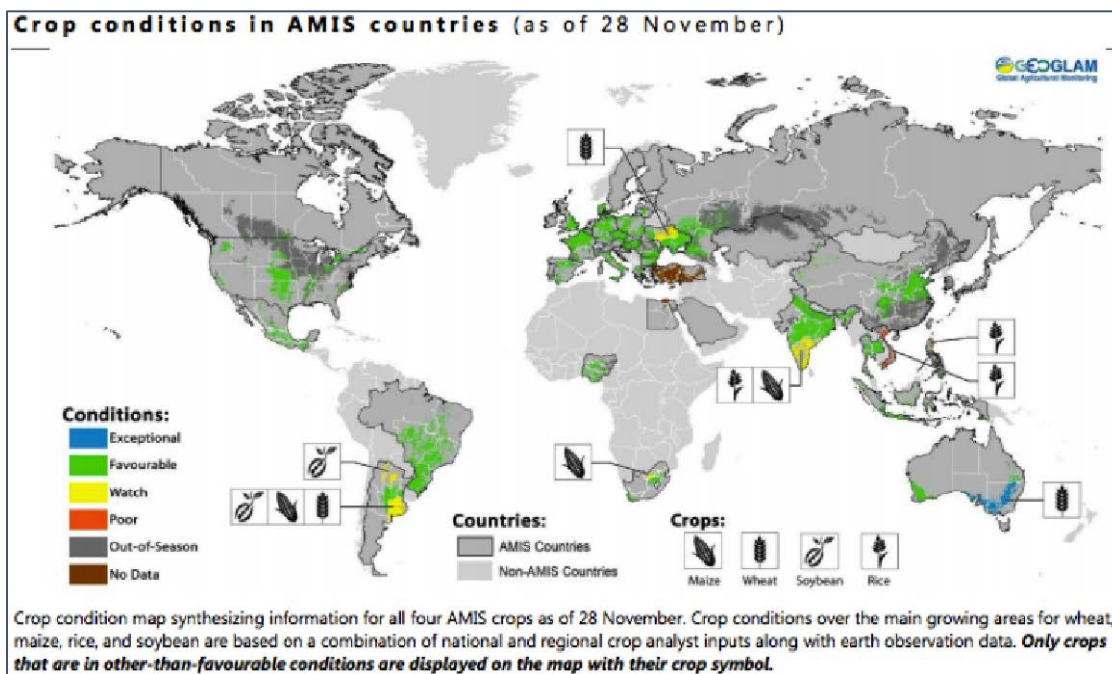 Crop conditions in AMIS countries (as of 28 November)
GEOGLAM
Global Agricultural Monitoring
Conditions:
Exceptional
Favourable
Watch
Poor
Out-of-Season
No Data
Countries:
AMIS Countries
Non-AMIS Countries
Crops:
Maize Wheat Soybean Rice
Crop condition map synthesizing information for all four AMIS crops as of 28 November. Crop conditions over the main growing areas for wheat,
maize, rice, and soybean are based on a combination of national and regional crop analyst inputs along with earth observation data. Only crops
that are in other-than-favourable conditions are displayed on the map with their crop symbol.